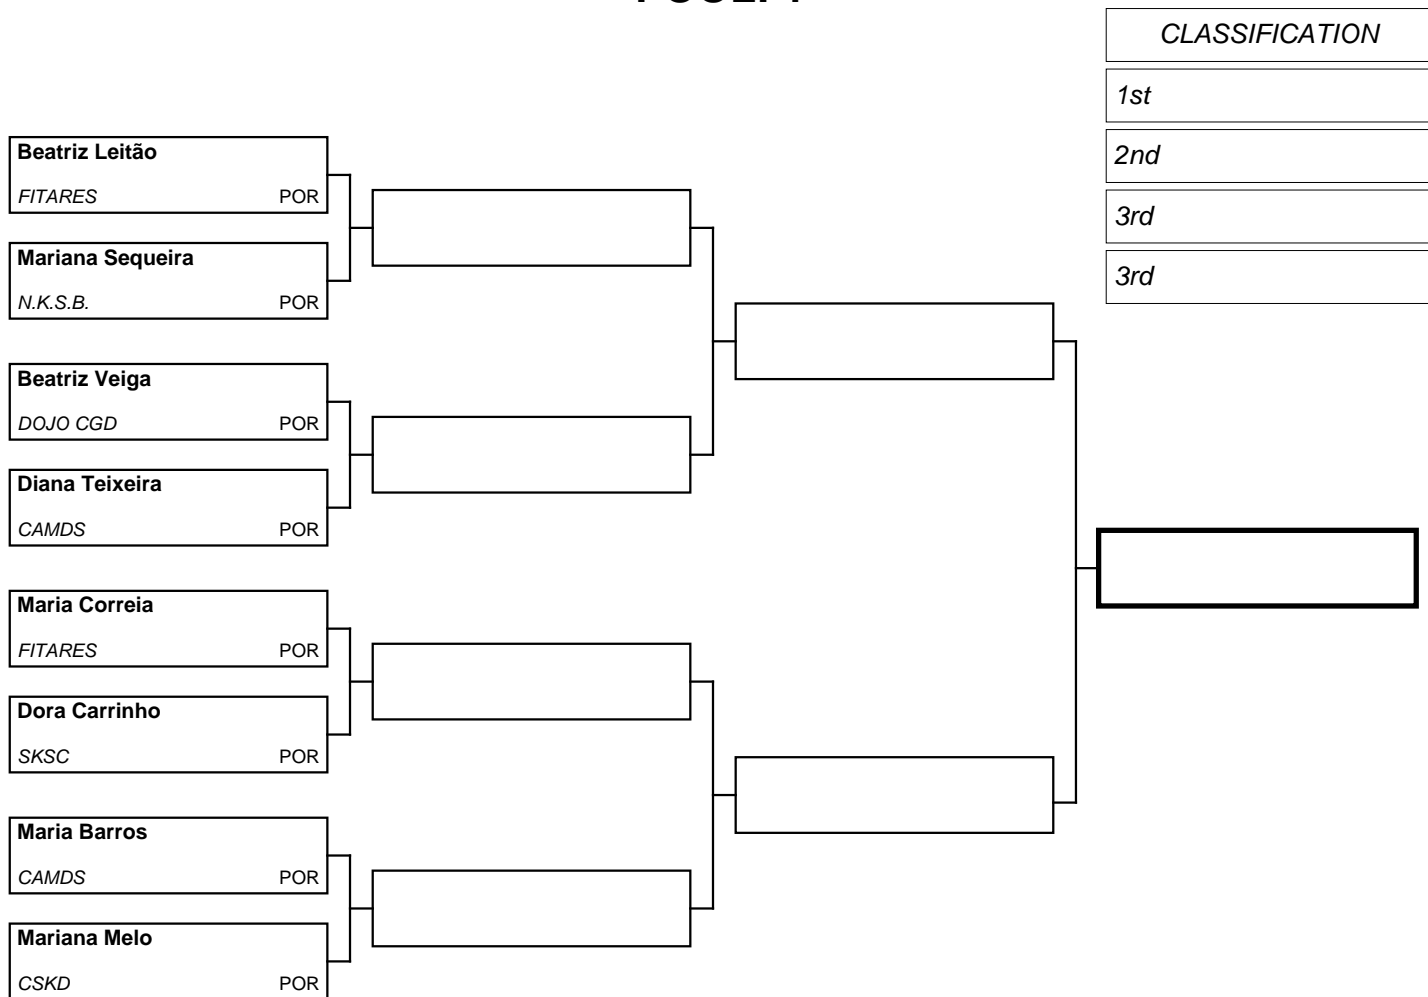 CLASSIFICATION
1st
2nd
3rd
3rd
Beatriz Leitão
FITARES POR
Mariana Sequeira
N.K.S.B. POR
Beatriz Veiga
DOJO CGD POR
Diana Teixeira
CAMDS POR
Maria Correia
FITARES POR
Dora Carrinho
SKSC POR
Maria Barros
CAMDS POR
Mariana Melo
CSKD POR